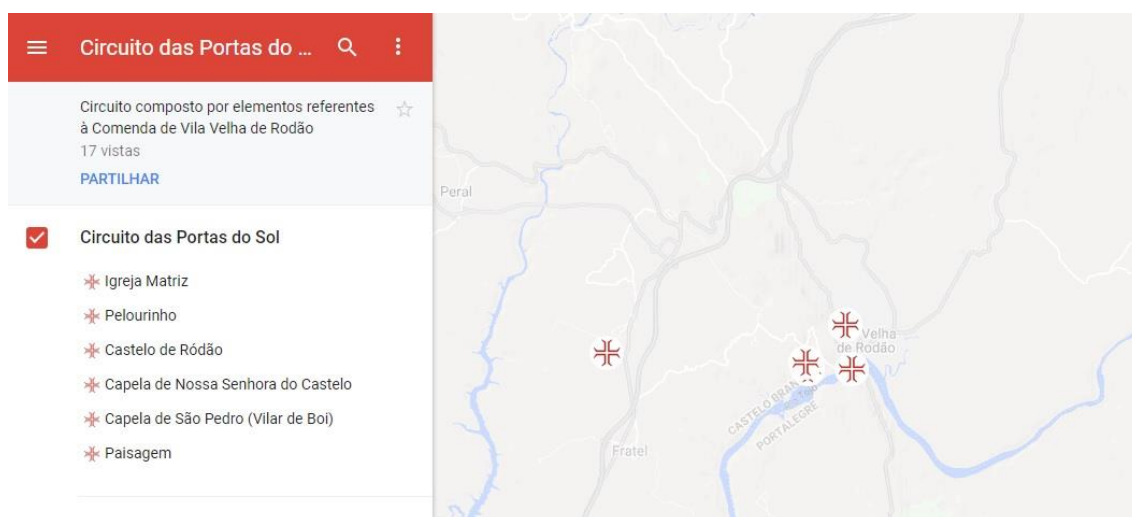 Circuito das Portas do ...
Circuito composto por elementos referentes
à Comenda de Vila Velha de Rodão
17 vistas
PARTILHAR
Circuito das Portas do Sol
Igreja Matriz
Pelourinho
Castelo de Ródão
Capela de Nossa Senhora do Castelo
Capela de São Pedro (Vilar de Boi)
Paisagem
Peral
Velha
de Rodão
CASTELO BRAN
PORTALEGRE
Fratel